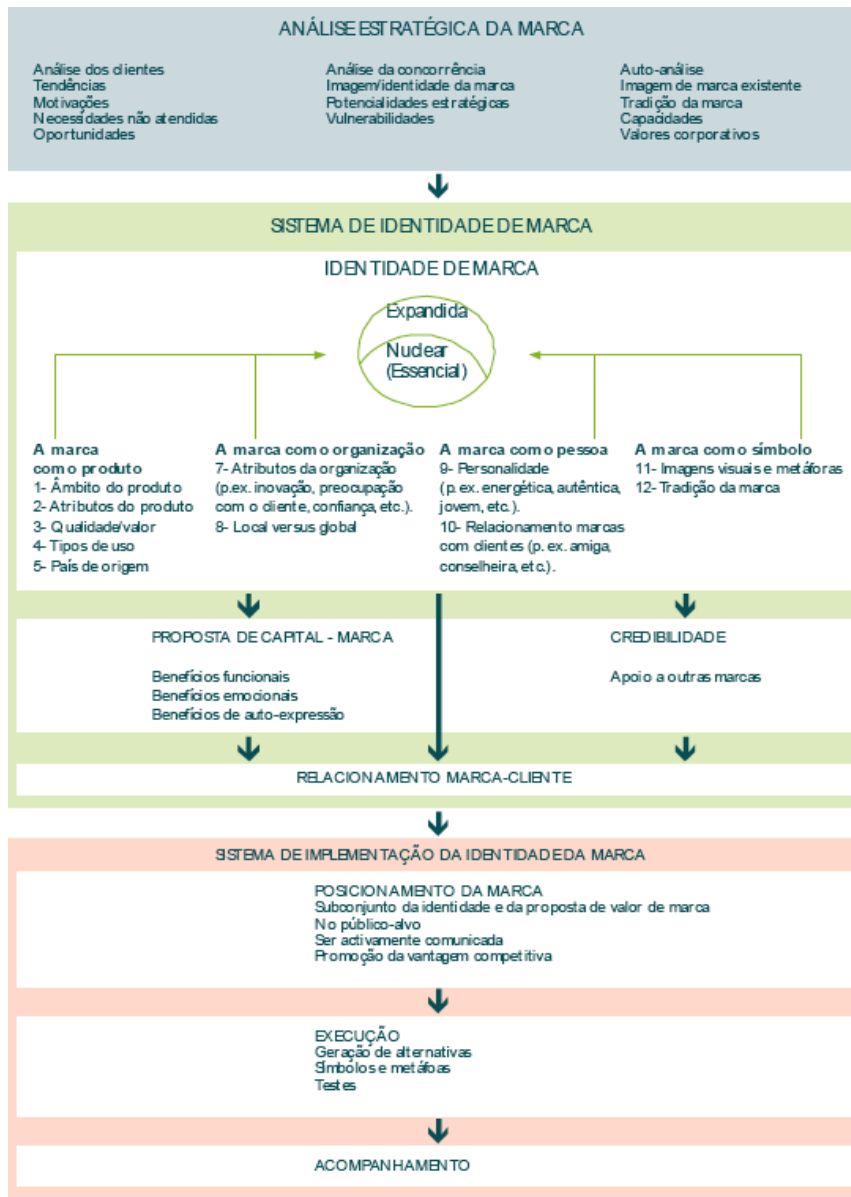 ANÁLISE ESTRATÉGICA DA MARCA
Análise dos clientes
Tendências
Motivações
Necessidades não atendidas
Oportunidades
Análise da concorrência
Imagem/identidade da marca
Potencialidades estratégicas
Vulnerabilidades
Auto-análise
Imagem de marca existente
Tradição da marca
Capacidades
Valores corporativos
SISTEMA DE IDENTIDADE DE MARCA
IDENTIDADE DE MARCA
Expandida
Nuclear
(Essencial)
A marca
como produto
1- Âmbito do produto
2- Atributos do produto
3- Qualidade/valor
4- Tipos de uso
5- País de origem
A marca como organização
7- Atributos da organização
(p.ex. inovação, preocupação
com o cliente, confiança, etc.).
8- Local versus global
A marca como pessoa
9- Personalidade
(p. ex. energética, autêntica,
jovem, etc.).
10- Relacionamento marcas
com clientes (p. ex. amiga,
conselheira, etc.).
A marca como símbolo
11- Imagens visuais e metáforas
12- Tradição da marca
PROPOSTA DE CAPITAL - MARCA
Benefícios funcionais
Benefícios emocionais
Benefícios de auto-expressão
CREDIBILIDADE
Apoio a outras marcas
RELACIONAMENTO MARCA-CLIENTE
SISTEMA DE IMPLEMENTAÇÃO DA IDENTIDADE DA MARCA
POSICIONAMENTO DA MARCA
Subconjunto da identidade e da proposta de valor de marca
No público-alvo
Ser activamente comunicada
Promoção da vantagem competitiva
EXECUÇÃO
Geração de alternativas
Símbolos e metáfoas
Testes
ACOMPANHAMENTO